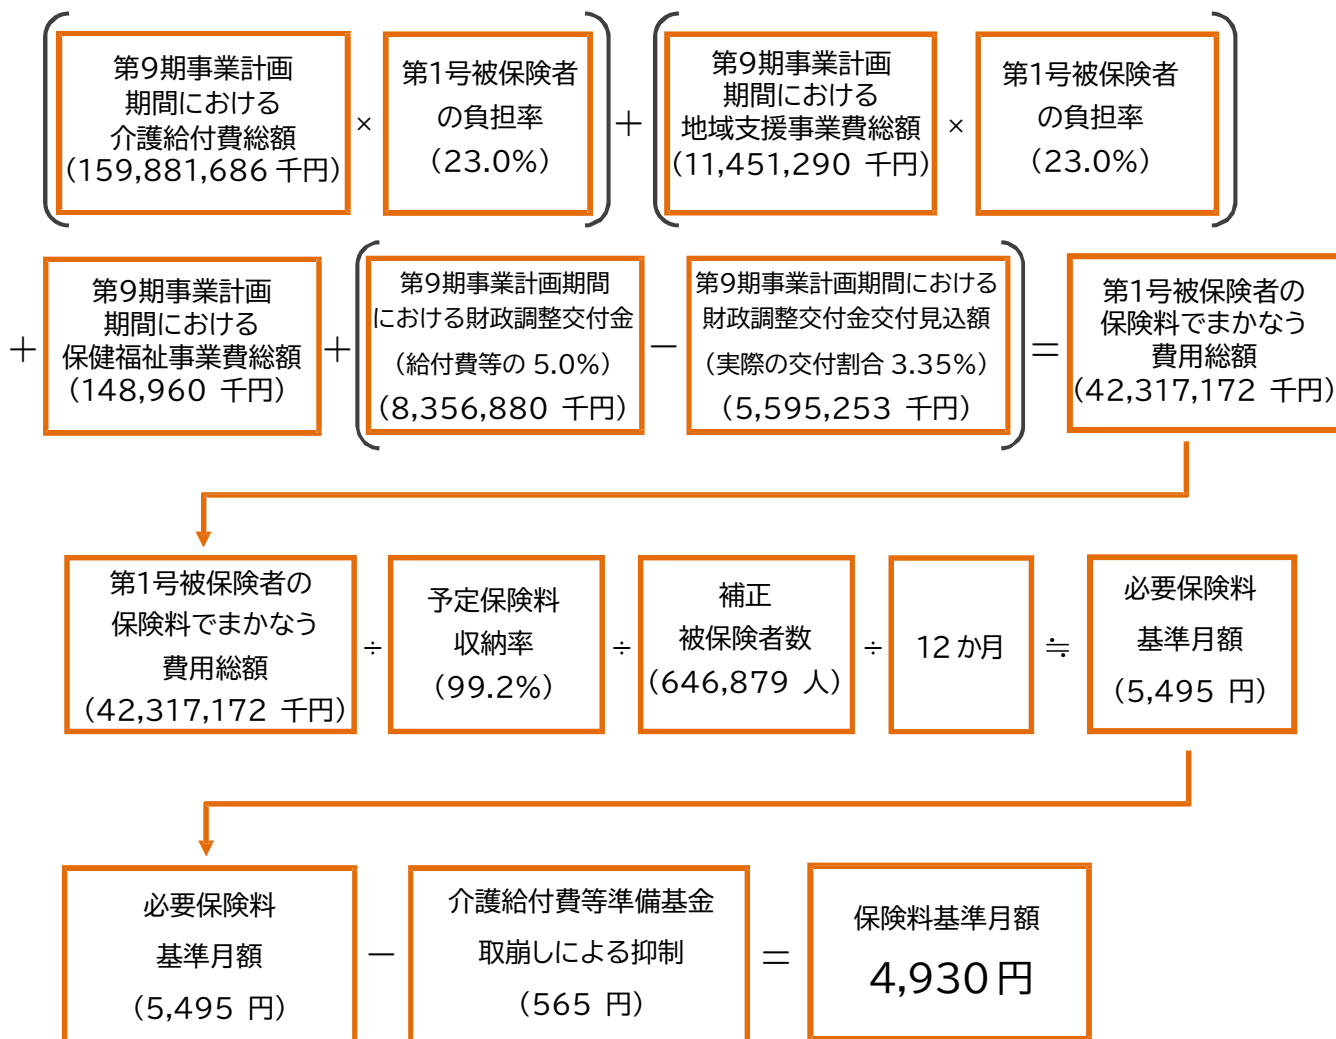 第9期事業計画
期間における
介護給付費総額
(159,881,686 千円)
×
第1号被保険者
の負担率
(23.0%)
+
第9期事業計画
期間における
地域支援事業費総額
(11,451,290 千円)
×
第1号被保険者
の負担率
(23.0%)
+
第9期事業計画
期間における
保健福祉事業費総額
(148,960 千円)
+
第9期事業計画期間
における財政調整交付金
(給付費等の 5.0%)
(8,356,880 千円)
−
第9期事業計画期間における
財政調整交付金交付見込額
(実際の交付割合 3.35%)
(5,595,253 千円)
=
第1号被保険者の
保険料でまかなう
費用総額
(42,317,172 千円)
第1号被保険者の
保険料でまかなう
費用総額
(42,317,172 千円)
÷
予定保険料
収納率
(99.2%)
÷
補正
被保険者数
(646,879 人)
÷
12 か月
≒
必要保険料
基準月額
(5,495 円)
必要保険料
基準月額
(5,495 円)
−
介護給付費等準備基金
取崩しによる抑制
(565 円)
=
保険料基準月額
4,930 円